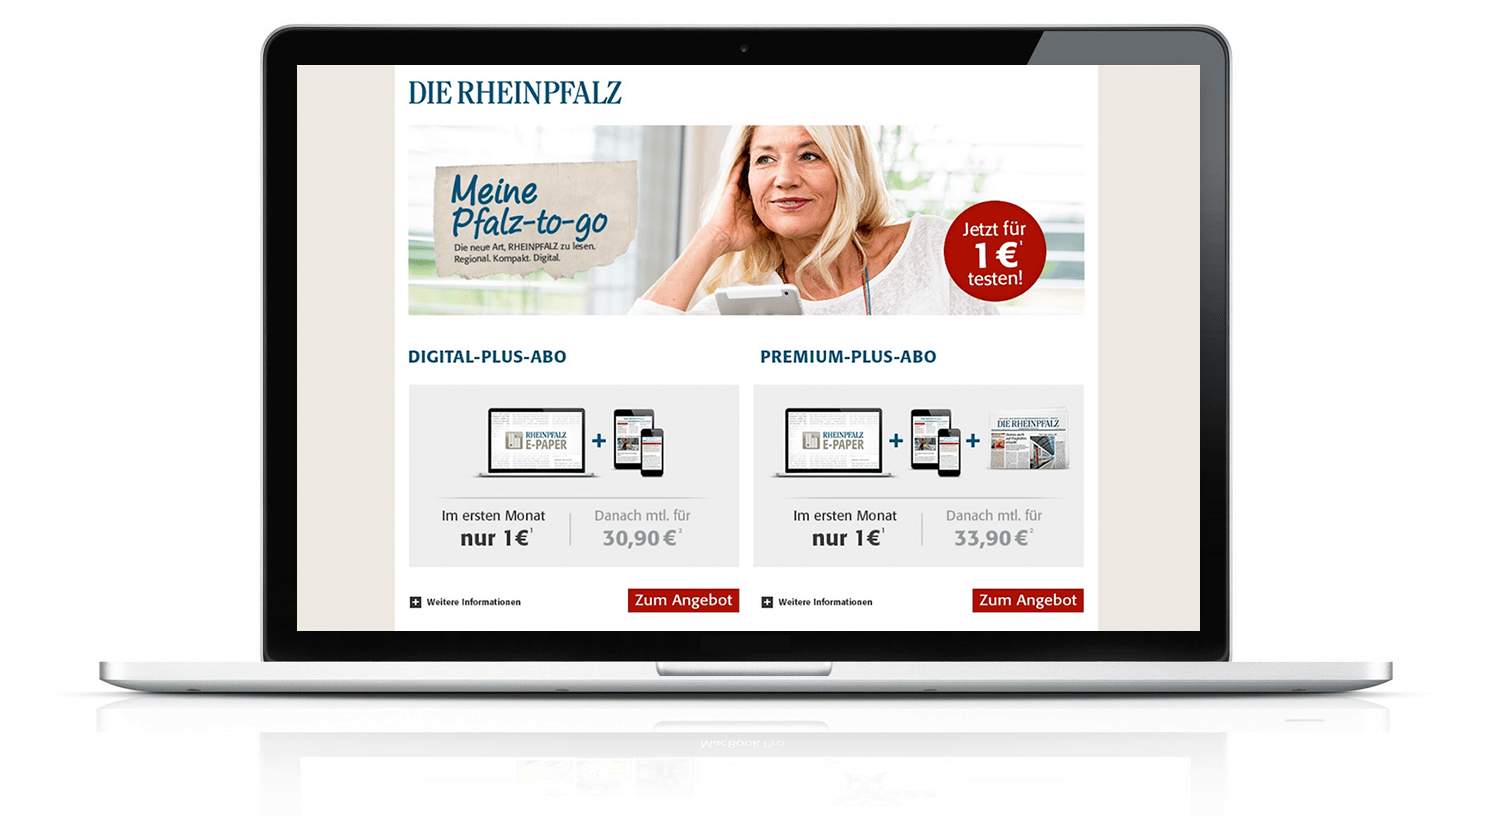 DIE RHEINPFALZ
Meine
Pfalz-to-go
Die neue Art, RHEINPFALZ zu lesen.
Regional. Kompakt. Digital.
Jetzt für
1 €¹
testen!
DIGITAL-PLUS-ABO
RHEINPFALZ
E-PAPER
+
Im ersten Monat
nur 1 €¹
Danach mtl. für
30,90 €²
Weitere Informationen
Zum Angebot
PREMIUM-PLUS-ABO
RHEINPFALZ
E-PAPER
+
+
DIE RHEINPFALZ
Im ersten Monat
nur 1 €¹
Danach mtl. für
33,90 €²
Weitere Informationen
Zum Angebot
MacBook Pro